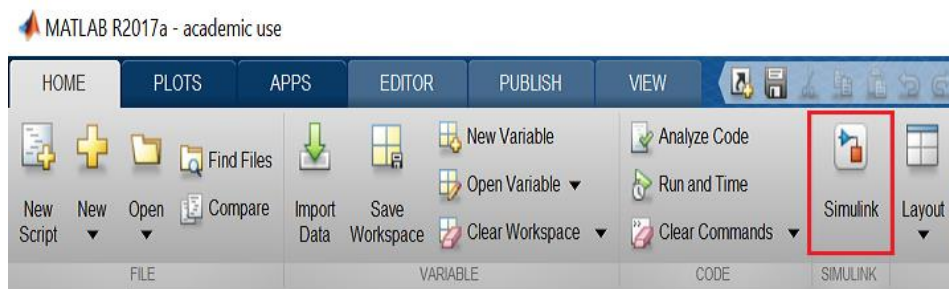 MATLAB R2017a - academic use
HOME PLOTS APPS EDITOR PUBLISH VIEW
New Script
New
Open
Find Files
Compare
Import Data
Save Workspace
New Variable
Open Variable
Clear Workspace
Analyze Code
Run and Time
Clear Commands
Simulink
Layout
FILE VARIABLE CODE SIMULINK